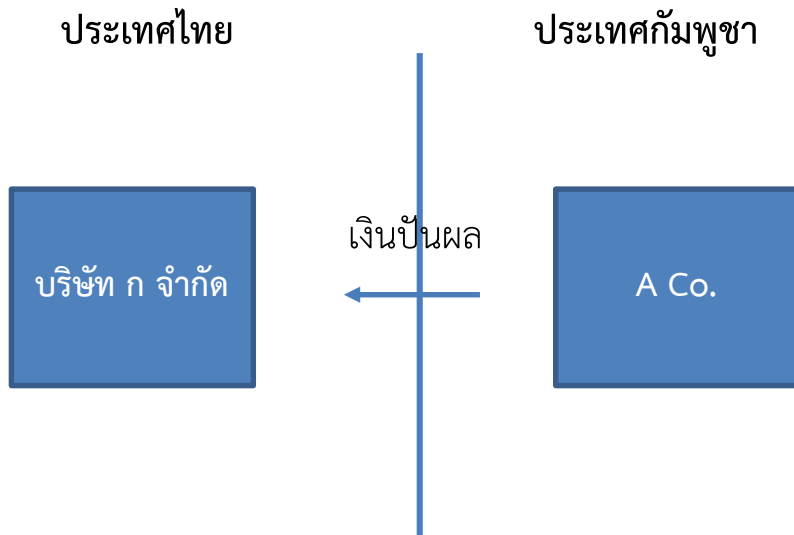 ประเทศไทย
ประเทศกัมพูชา
เงินปันผล
บริษัท ก จำกัด
A Co.